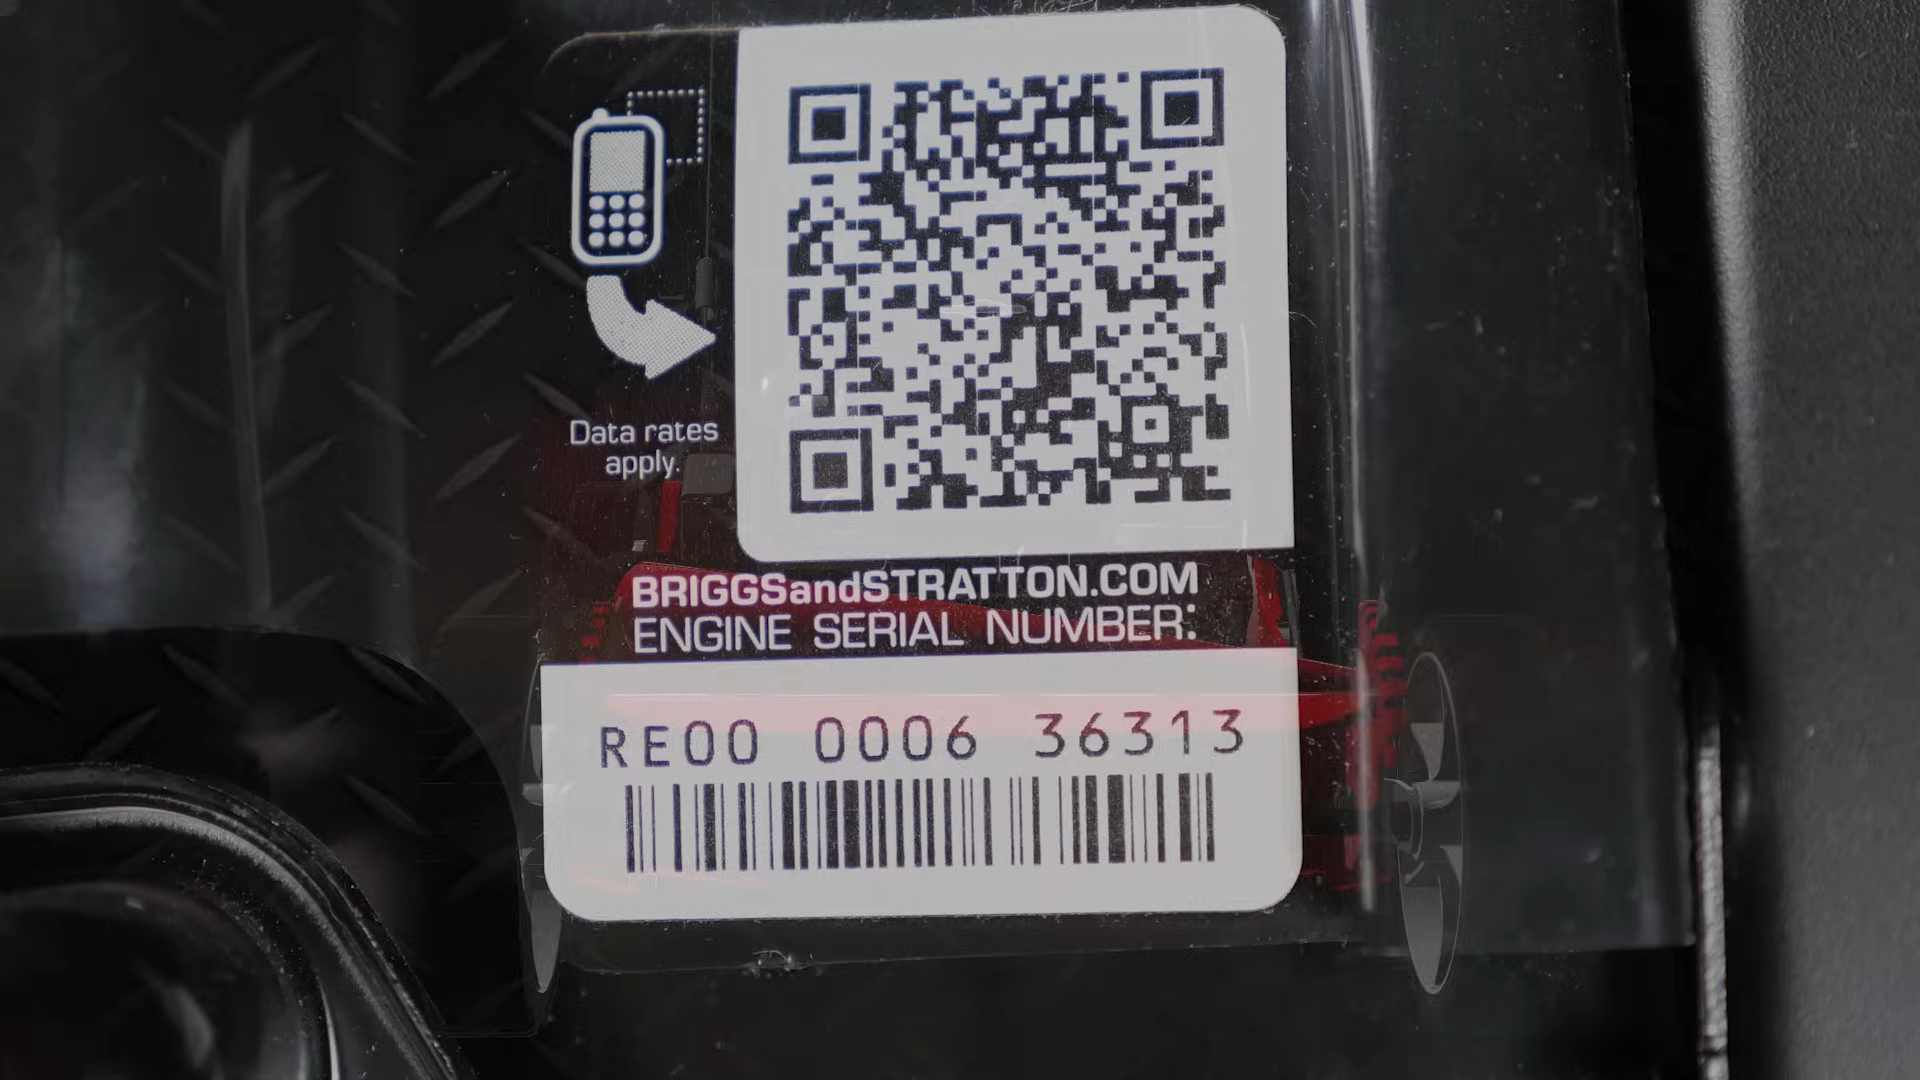 Data rates
apply.
BRIGGSandSTRATTON.COM
ENGINE SERIAL NUMBER:
RE00 0006 36313